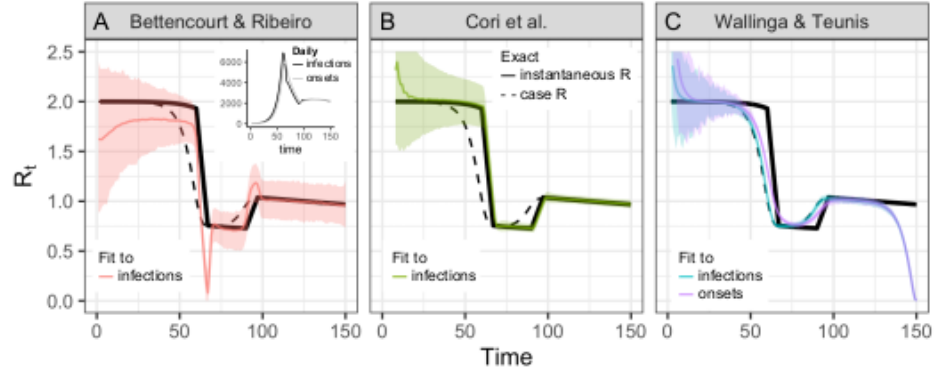 A Bettencourt & Ribeiro
B Cori et al.
C Wallinga & Teunis
Rt
2.5
2.0
1.5
1.0
0.5
0.0
Daily
infections
onsets
6000
4000
2000
0
0 50 100 150
time
Fit to
infections
0 50 100 150
Exact
instantaneous R
case R
Fit to
infections
0 50 100 150
Fit to
infections
onsets
0 50 100 150
Time